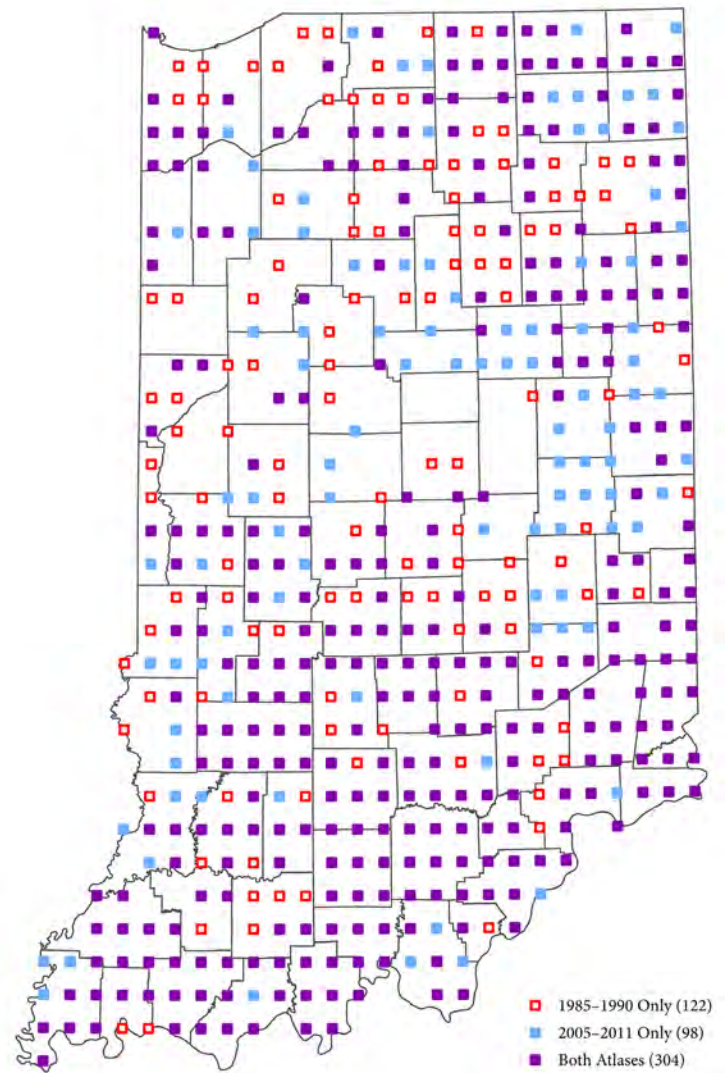 1985–1990 Only (122)
2005–2011 Only (98)
Both Atlases (304)